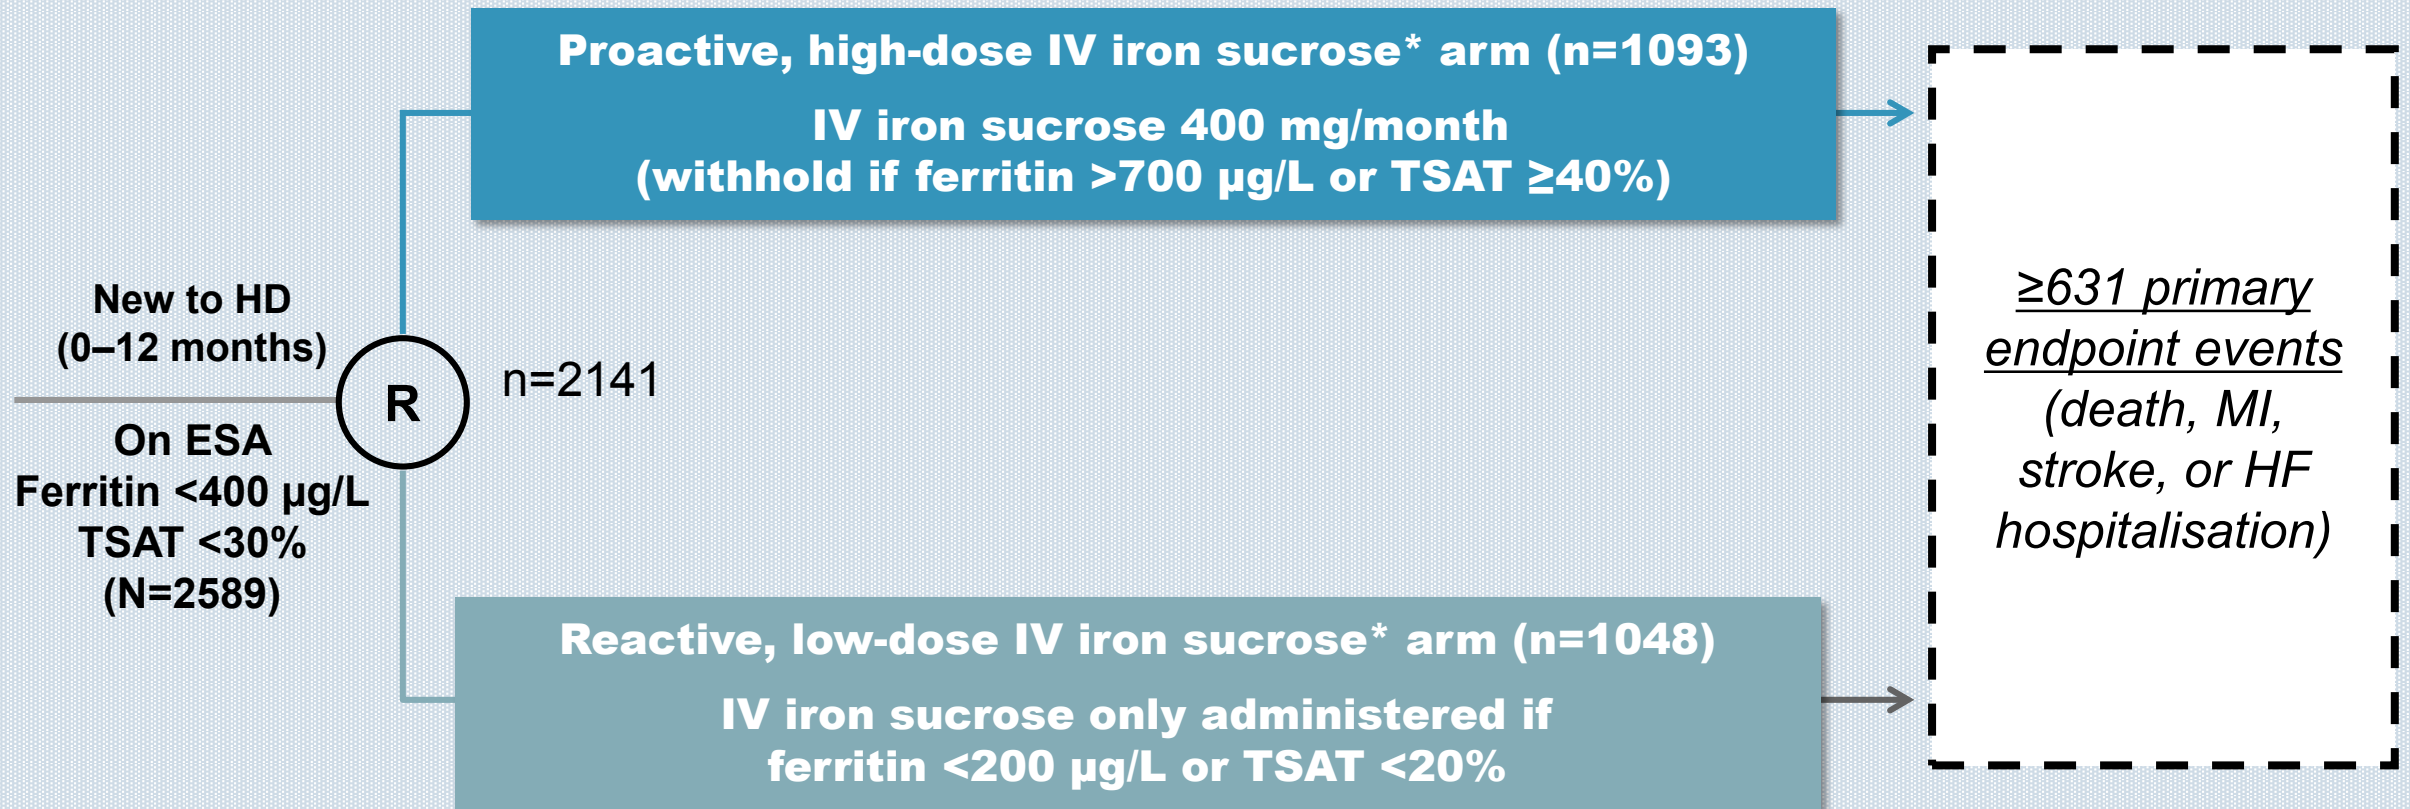 Proactive, high-dose IV iron sucrose* arm (n=1093)
IV iron sucrose 400 mg/month
(withhold if ferritin >700 µg/L or TSAT ≥40%)
New to HD
(0–12 months)
R
n=2141
On ESA
Ferritin <400 µg/L
TSAT <30%
(N=2589)
Reactive, low-dose IV iron sucrose* arm (n=1048)
IV iron sucrose only administered if
ferritin <200 µg/L or TSAT <20%
≥631 primary
endpoint events
(death, MI,
stroke, or HF
hospitalisation)